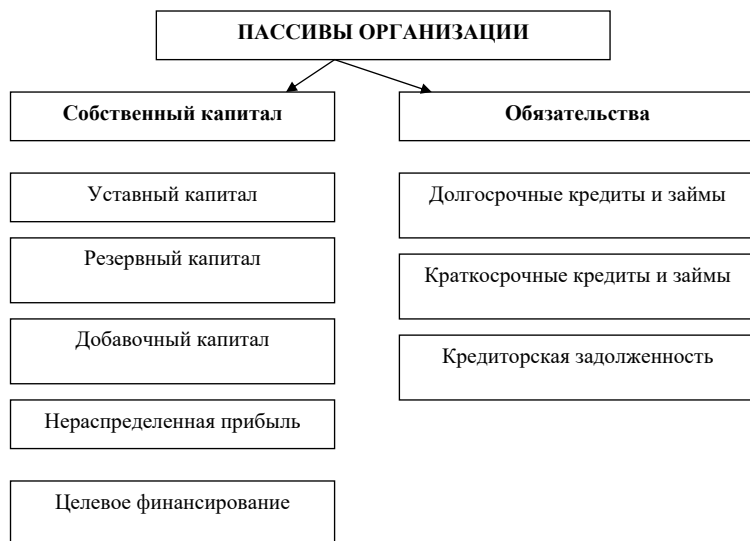 ПАССИВЫ ОРГАНИЗАЦИИ
Собственный капитал
Обязательства
Уставный капитал
Резервный капитал
Добавочный капитал
Нераспределенная прибыль
Целевое финансирование
Долгосрочные кредиты и займы
Краткосрочные кредиты и займы
Кредиторская задолженность